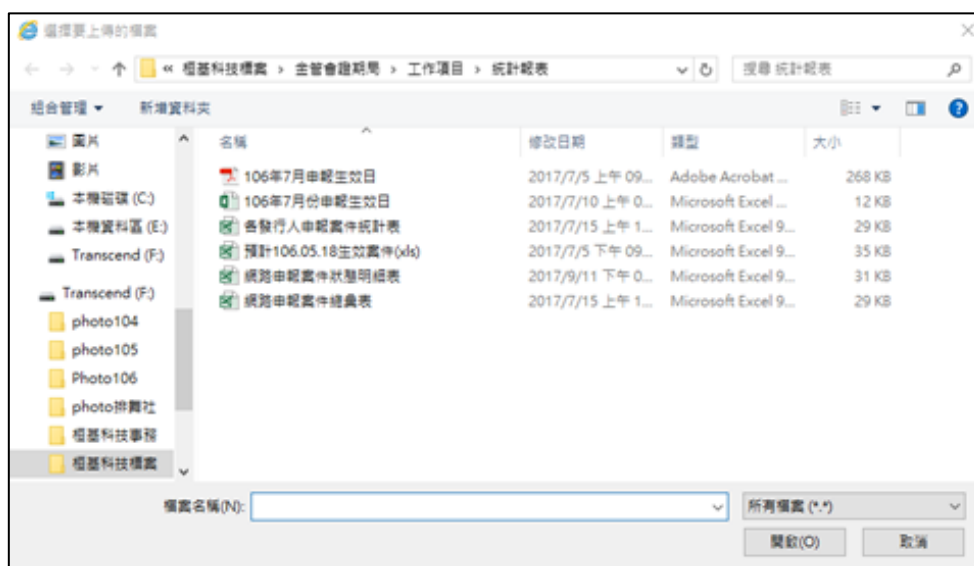 選擇要上傳的檔案
« 桓基科技檔案 › 金管會證期局 › 工作項目 › 統計報表
搜尋 統計報表
組合管理 新增資料夾
名稱 修改日期 類型 大小
圖片
影片
本機磁碟 (C:)
本機資料區 (E:)
Transcend (F:)
Transcend (F:)
photo104
photo105
Photo106
photo排舞社
桓基科技事務
桓基科技檔案
106年7月申報生效日 2017/7/5 上午 09... Adobe Acrobat ... 268 KB
106年7月份申報生效日 2017/7/10 上午 0... Microsoft Excel ... 12 KB
各發行人申報案件統計表 2017/7/15 上午 1... Microsoft Excel 9... 29 KB
預計106.05.18生效案件(xls) 2017/7/5 下午 09... Microsoft Excel 9... 35 KB
網路申報案件狀態明細表 2017/9/11 下午 0... Microsoft Excel 9... 31 KB
網路申報案件總彙表 2017/7/15 上午 1... Microsoft Excel 9... 29 KB
檔案名稱(N): 所有檔案 (*.*)
開啟(O) 取消